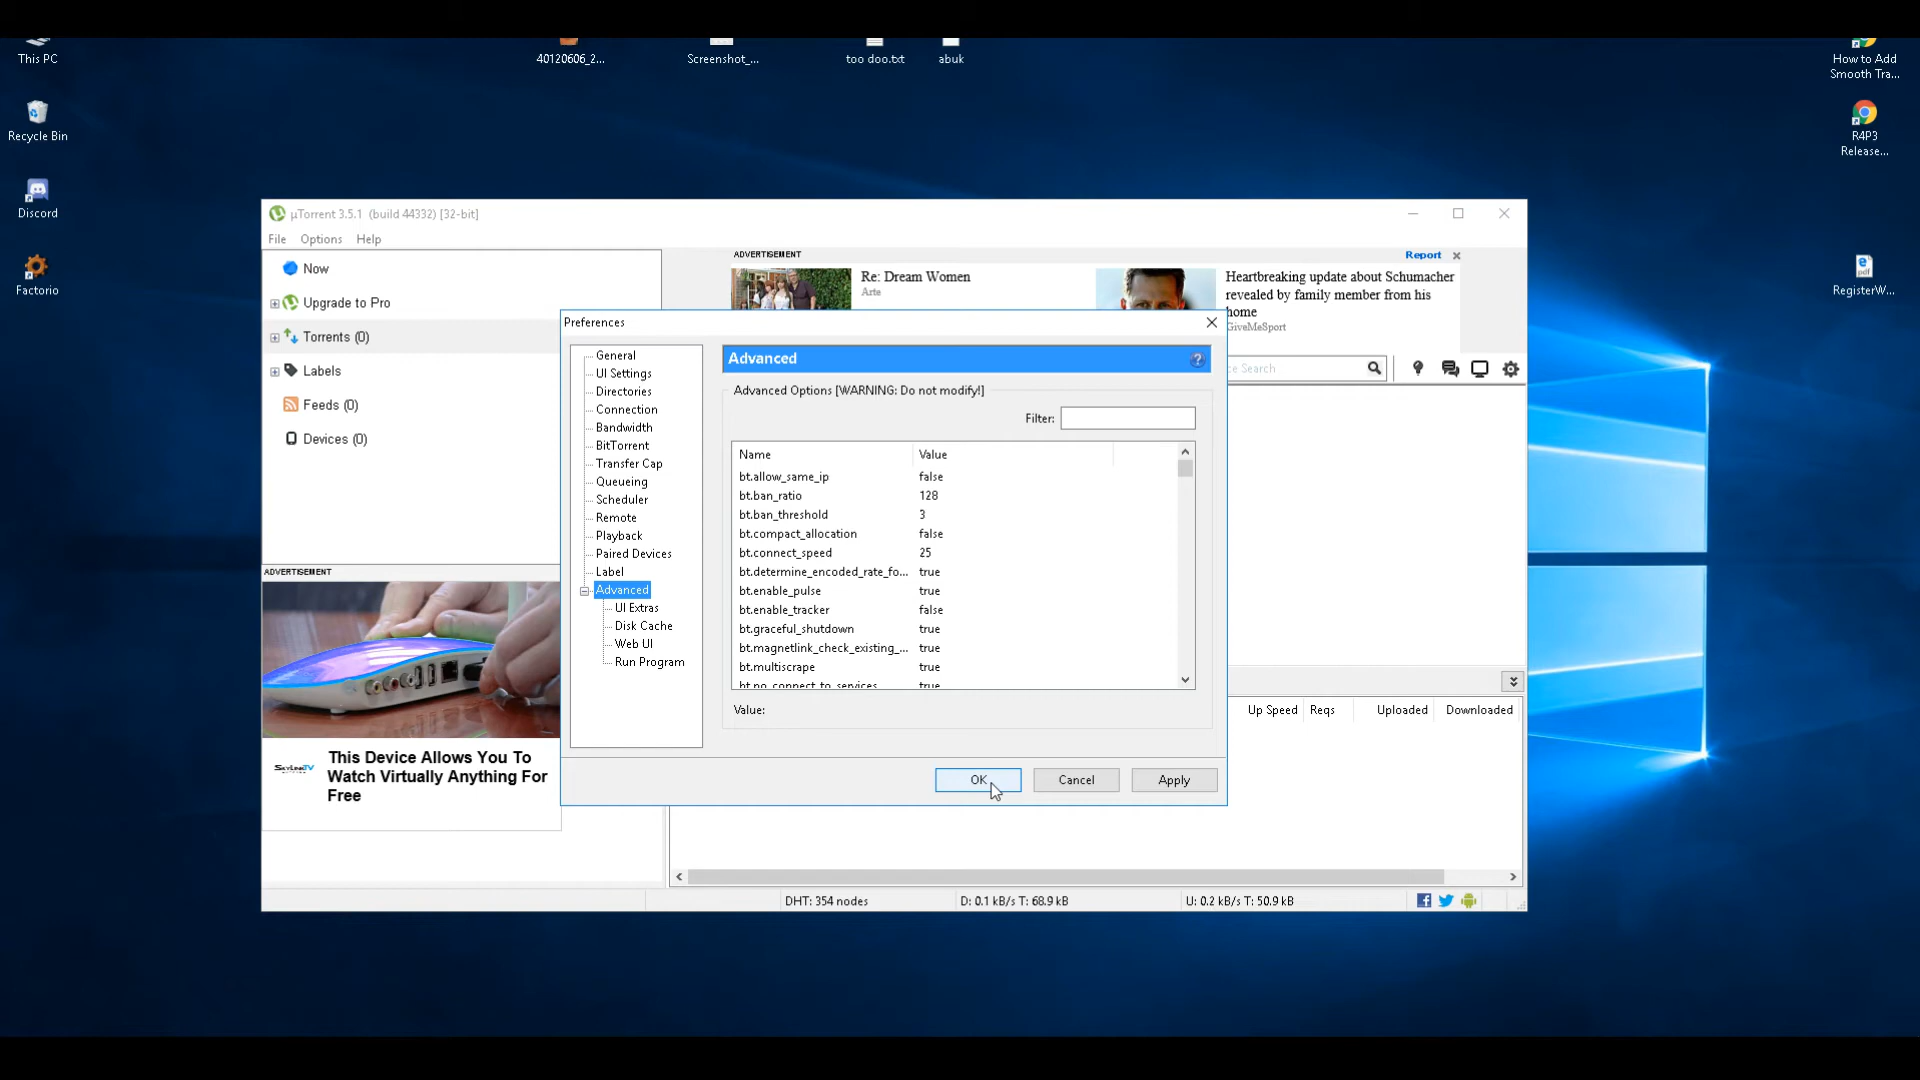 This PC
Recycle Bin
Discord
Factorio
40120606_2...
Screenshot_...
too doo.txt
abuk
How to Add
Smooth Tra...
R4P3
Release...
RegisterW...
µTorrent 3.5.1 (build 44332) [32-bit]
File Options Help
Now
Upgrade to Pro
Torrents (0)
Labels
Feeds (0)
Devices (0)
ADVERTISEMENT
This Device Allows You To
Watch Virtually Anything For
Free
ADVERTISEMENT
Report
Re: Dream Women
Arte
Heartbreaking update about Schumacher
revealed by family member from his
home
GiveMeSport
Search
Preferences
General
UI Settings
Directories
Connection
Bandwidth
BitTorrent
Transfer Cap
Queueing
Scheduler
Remote
Playback
Paired Devices
Label
Advanced
UI Extras
Disk Cache
Web UI
Run Program
Advanced
Advanced Options [WARNING: Do not modify!]
Filter:
Name Value
bt.allow_same_ip false
bt.ban_ratio 128
bt.ban_threshold 3
bt.compact_allocation false
bt.connect_speed 25
bt.determine_encoded_rate_fo... true
bt.enable_pulse true
bt.enable_tracker false
bt.graceful_shutdown true
bt.magnetlink_check_existing_... true
bt.multiscrape true
bt.no_connect_to_services true
Value:
OK Cancel Apply
Up Speed Reqs Uploaded Downloaded
DHT: 354 nodes D: 0.1 kB/s T: 68.9 kB U: 0.2 kB/s T: 50.9 kB